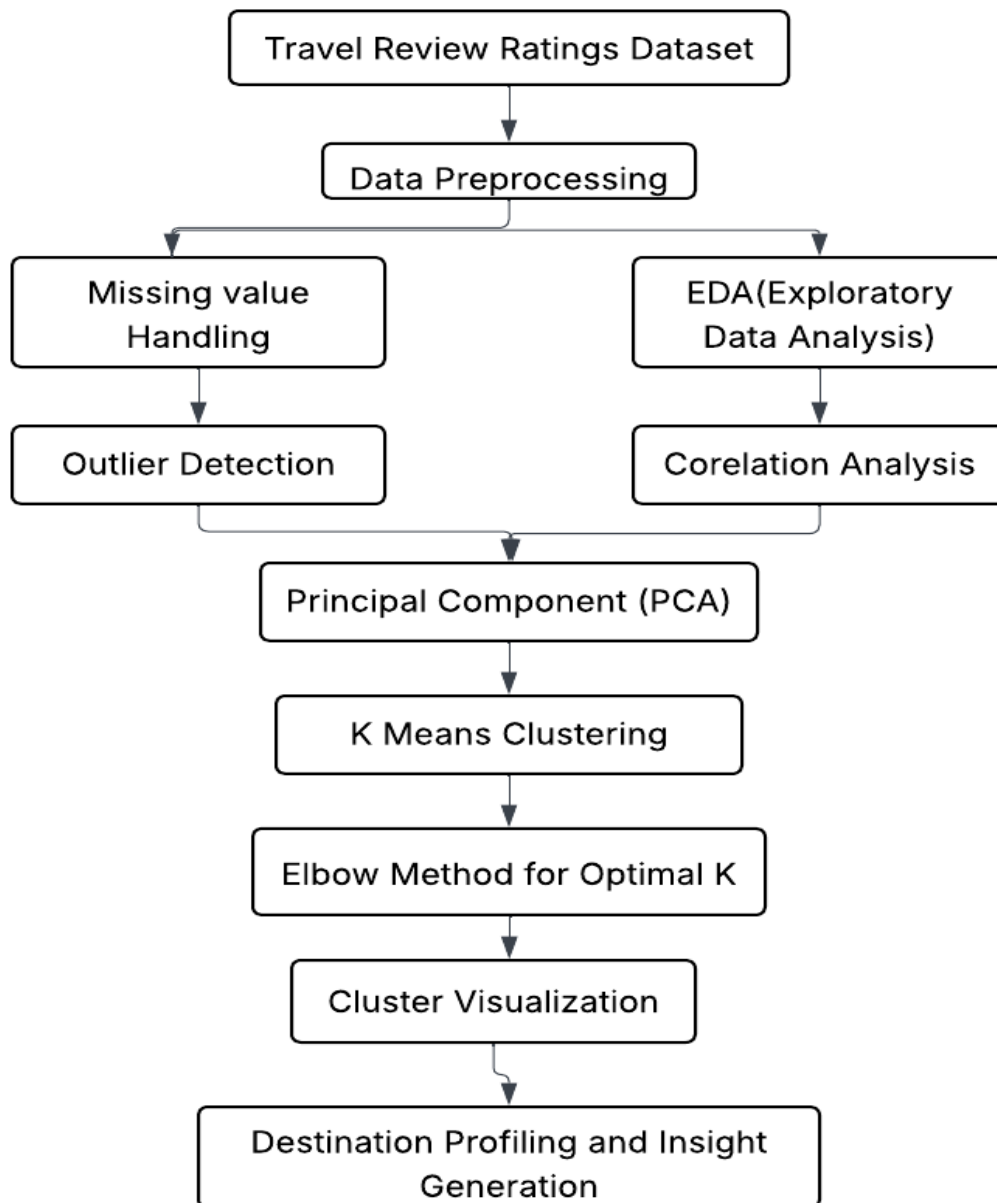 Travel Review Ratings Dataset
Data Preprocessing
Missing value
Handling
EDA(Exploratory
Data Analysis)
Outlier Detection
Corelation Analysis
Principal Component (PCA)
K Means Clustering
Elbow Method for Optimal K
Cluster Visualization
Destination Profiling and Insight
Generation